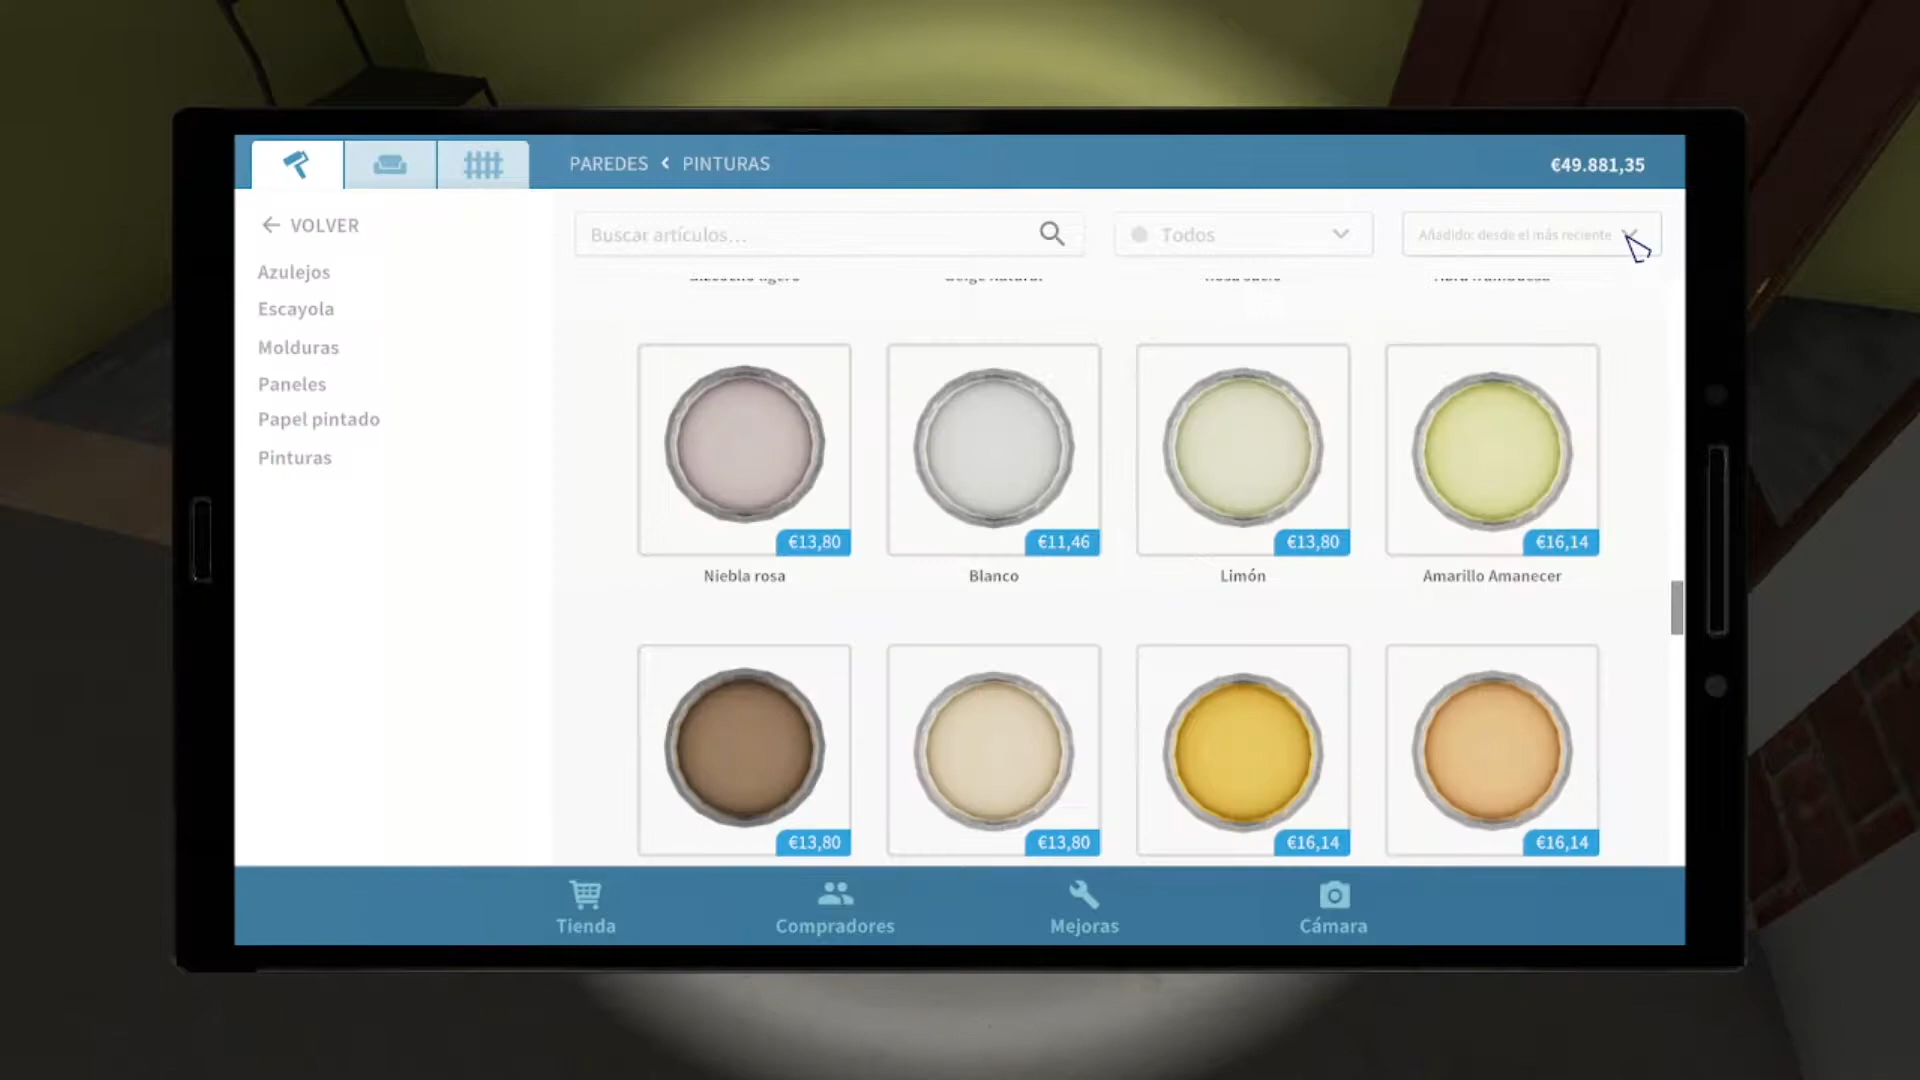 PAREDES < PINTURAS
€49.881,35
VOLVER
Azulejos
Escayola
Molduras
Paneles
Papel pintado
Pinturas
Buscar artículos...
Todos
Añadido: desde el más reciente
€13,80
€11,46
€13,80
€16,14
Niebla rosa
Blanco
Limón
Amarillo Amanecer
€13,80
€13,80
€16,14
€16,14
Tienda
Compradores
Mejoras
Cámara